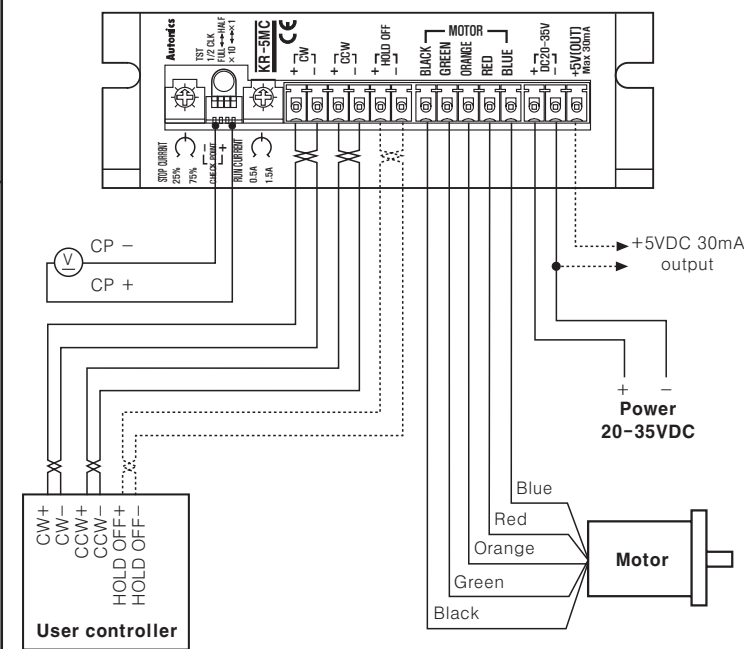 Autonics
TST
1/2 CLK
FULL↔HALF
× 10 ↔×1
KR-5MC
CE
+ CW -
+ CCW -
+ HOLD OFF -
MOTOR
BLACK
GREEN
ORANGE
RED
BLUE
+ DC20-35V -
+5V(OUT)
Max 30mA
STOP CURRENT
25%
75%
CHECK POINT
- +
RUN CURRENT
0.5A
1.5A
CP -
V
CP +
+5VDC 30mA
output
+ -
Power
20-35VDC
Blue
Red
Orange
Green
Black
Motor
CW+
CW-
CCW+
CCW-
HOLD OFF+
HOLD OFF-
User controller